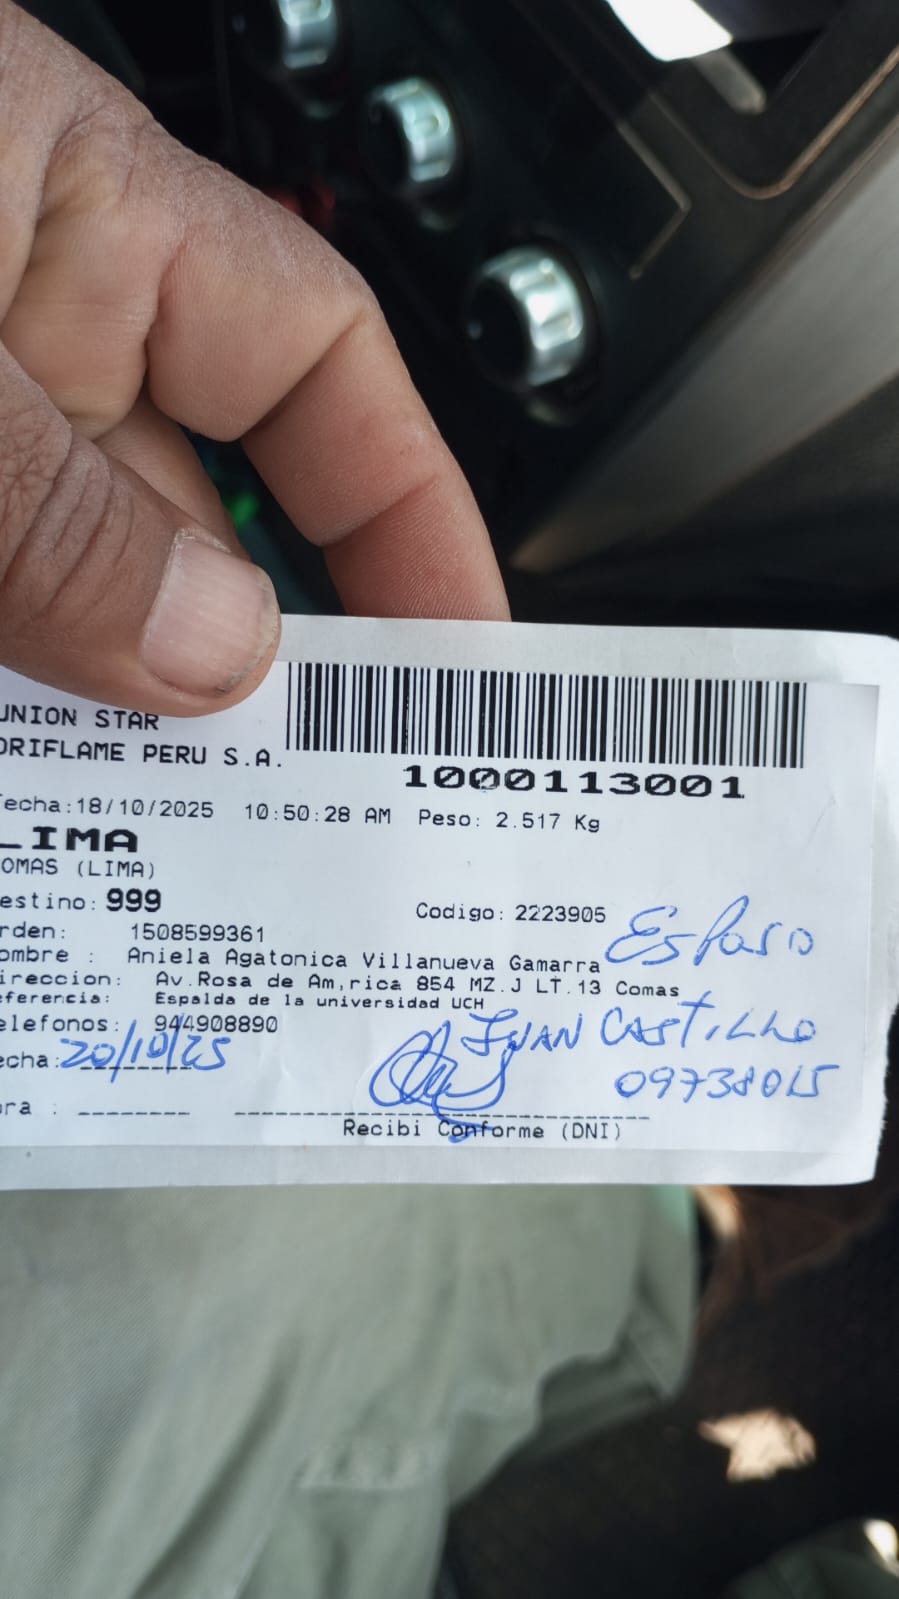 UNION STAR
ORIFLAME PERU S.A.
1000113001
Fecha:18/10/2025 10:50:28 AM Peso: 2.517 Kg
LIMA
OMAS (LIMA)
estino: 999
Codigo: 2223905
Esposo
rden: 1508599361
ombre : Aniela Agatonica Villanueva Gamarra
ireccion: Av.Rosa de Am,rica 854 MZ.J LT.13 Comas
eferencia: Espalda de la universidad UCH
elefonos: 944908890
JUAN CASTILLO
echa: 20/10/25
09738015
ora :
Recibi Conforme (DNI)